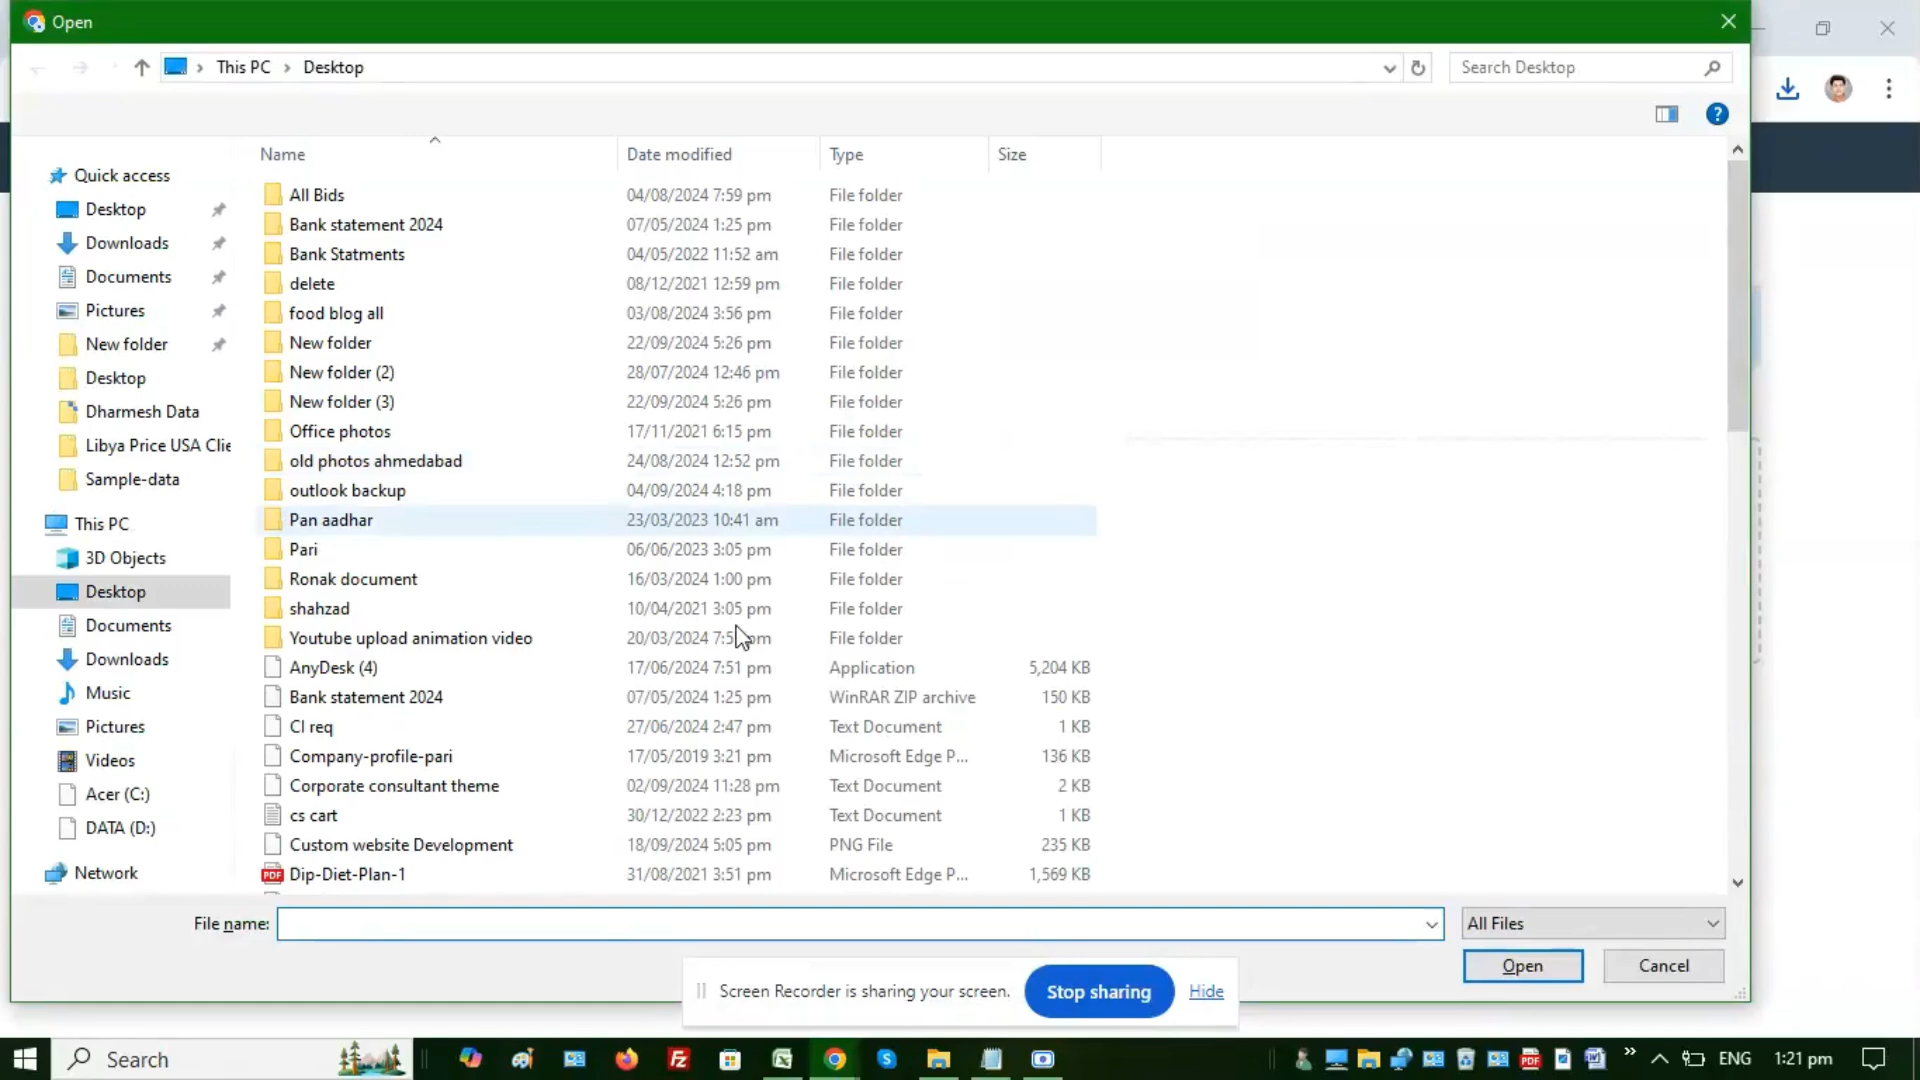 Open
This PC > Desktop
Search Desktop
Name Date modified Type Size
Quick access
Desktop
Downloads
Documents
Pictures
New folder
Desktop
Dharmesh Data
Libya Price USA Clie
Sample-data
This PC
3D Objects
Desktop
Documents
Downloads
Music
Pictures
Videos
Acer (C:)
DATA (D:)
Network
All Bids 04/08/2024 7:59 pm File folder
Bank statement 2024 07/05/2024 1:25 pm File folder
Bank Statments 04/05/2022 11:52 am File folder
delete 08/12/2021 12:59 pm File folder
food blog all 03/08/2024 3:56 pm File folder
New folder 22/09/2024 5:26 pm File folder
New folder (2) 28/07/2024 12:46 pm File folder
New folder (3) 22/09/2024 5:26 pm File folder
Office photos 17/11/2021 6:15 pm File folder
old photos ahmedabad 24/08/2024 12:52 pm File folder
outlook backup 04/09/2024 4:18 pm File folder
Pan aadhar 23/03/2023 10:41 am File folder
Pari 06/06/2023 3:05 pm File folder
Ronak document 16/03/2024 1:00 pm File folder
shahzad 10/04/2021 3:05 pm File folder
Youtube upload animation video 20/03/2024 pm File folder
AnyDesk (4) 17/06/2024 7:51 pm Application 5,204 KB
Bank statement 2024 07/05/2024 1:25 pm WinRAR ZIP archive 150 KB
CI req 27/06/2024 2:47 pm Text Document 1 KB
Company-profile-pari 17/05/2019 3:21 pm Microsoft Edge P... 136 KB
Corporate consultant theme 02/09/2024 11:28 pm Text Document 2 KB
cs cart 30/12/2022 2:23 pm Text Document 1 KB
Custom website Development 18/09/2024 5:05 pm PNG File 235 KB
Dip-Diet-Plan-1 31/08/2021 3:51 pm Microsoft Edge P... 1,569 KB
File name: All Files
Open Cancel
Screen Recorder is sharing your screen. Stop sharing Hide
Search ENG 1:21 pm